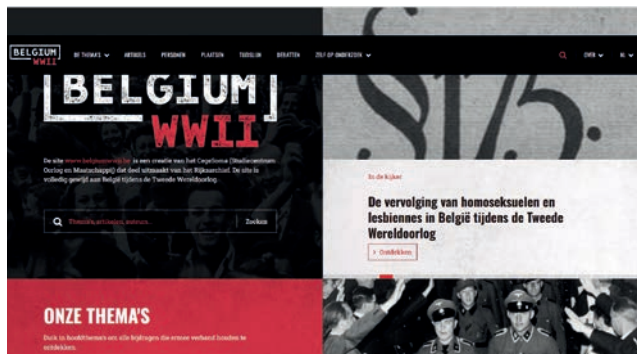 BELGIUM
WWII
DE THEMA'S
ARTIKELS
PERSONEN
PLAATSEN
TIJDSLIJN
DEBATTEN
ZELF OP ONDERZOEK
OVER
NL
BELGIUM
WWII
De site www.belgiumwwii.be is een creatie van het CegeSoma (Studiecentrum
Oorlog en Maatschappij) dat deel uitmaakt van het Rijksarchief. De site is
volledig gewijd aan België tijdens de Tweede Wereldoorlog.
Thema's, artikelen, auteurs...
Zoeken
§175.
In de kijker
De vervolging van homoseksuelen en
lesbiennes in België tijdens de Tweede
Wereldoorlog
Ontdekken
ONZE THEMA'S
Duik in hoofdthema's om alle bijdragen die ermee verband houden te
ontdekken.